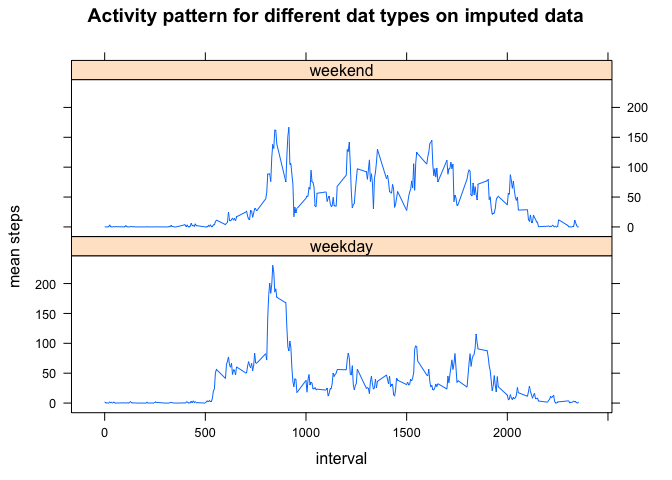 Activity pattern for different dat types on imputed data
weekend
200
150
100
50
0
weekday
200
150
100
50
0
mean steps
0 500 1000 1500 2000
interval